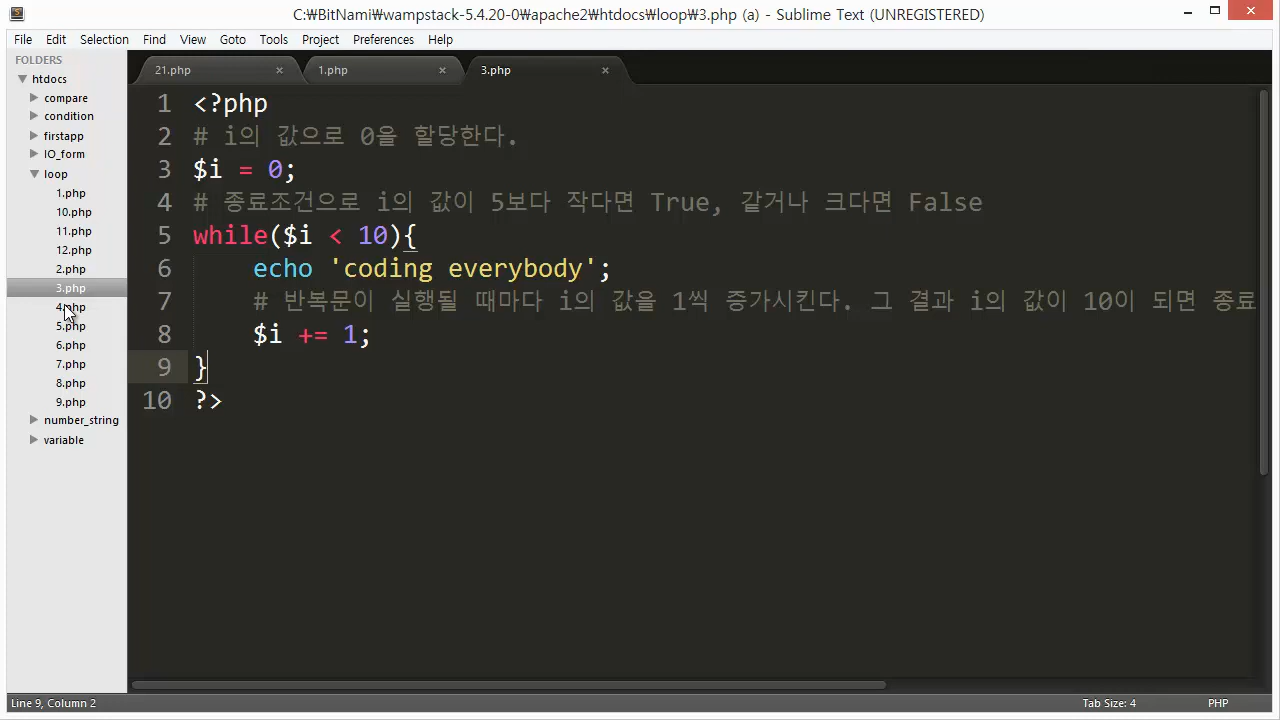 C:₩BitNami₩wampstack-5.4.20-0₩apache2₩htdocs₩loop₩3.php (a) - Sublime Text (UNREGISTERED)
File Edit Selection Find View Goto Tools Project Preferences Help
FOLDERS
htdocs
compare
condition
firstapp
IO_form
loop
1.php
10.php
11.php
12.php
2.php
3.php
4.php
5.php
6.php
7.php
8.php
9.php
number_string
variable
21.php × 1.php × 3.php ×
1 <?php
2 # i의 값으로 0을 할당한다.
3 $i = 0;
4 # 종료조건으로 i의 값이 5보다 작다면 True, 같거나 크다면 False
5 while($i < 10){
6     echo 'coding everybody';
7     # 반복문이 실행될 때마다 i의 값을 1씩 증가시킨다. 그 결과 i의 값이 10이 되면 종료
8     $i += 1;
9 }
10 ?>
Line 9, Column 2 Tab Size: 4 PHP